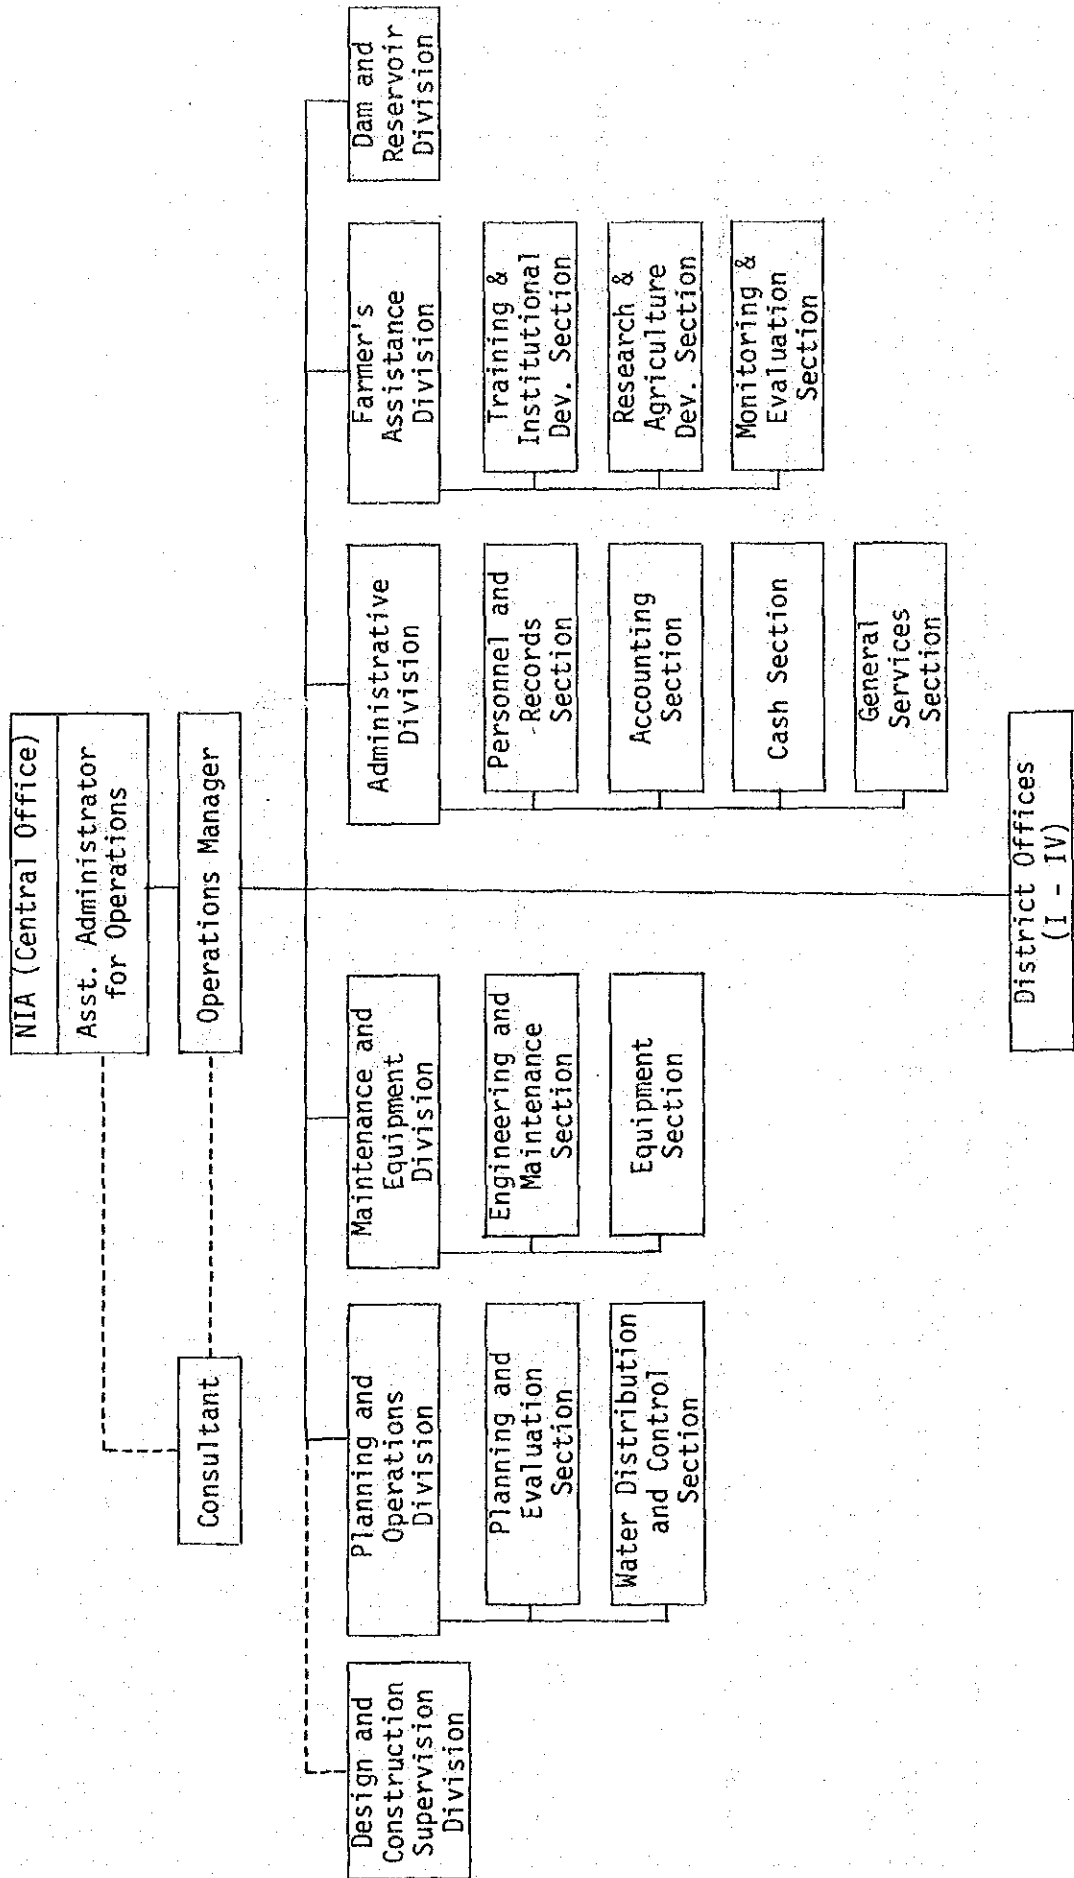 NIA (Central Office)
Asst. Administrator
for Operations
Consultant
Operations Manager
Design and
Construction
Supervision
Division
Planning and
Operations
Division
Planning and
Evaluation
Section
Water Distribution
and Control
Section
Maintenance and
Equipment
Division
Engineering and
Maintenance
Section
Equipment
Section
Administrative
Division
Personnel and
Records
Section
Accounting
Section
Cash Section
General
Services
Section
Farmer's
Assistance
Division
Training &
Institutional
Dev. Section
Research &
Agriculture
Dev. Section
Monitoring &
Evaluation
Section
Dam and
Reservoir
Division
District Offices
(I - IV)